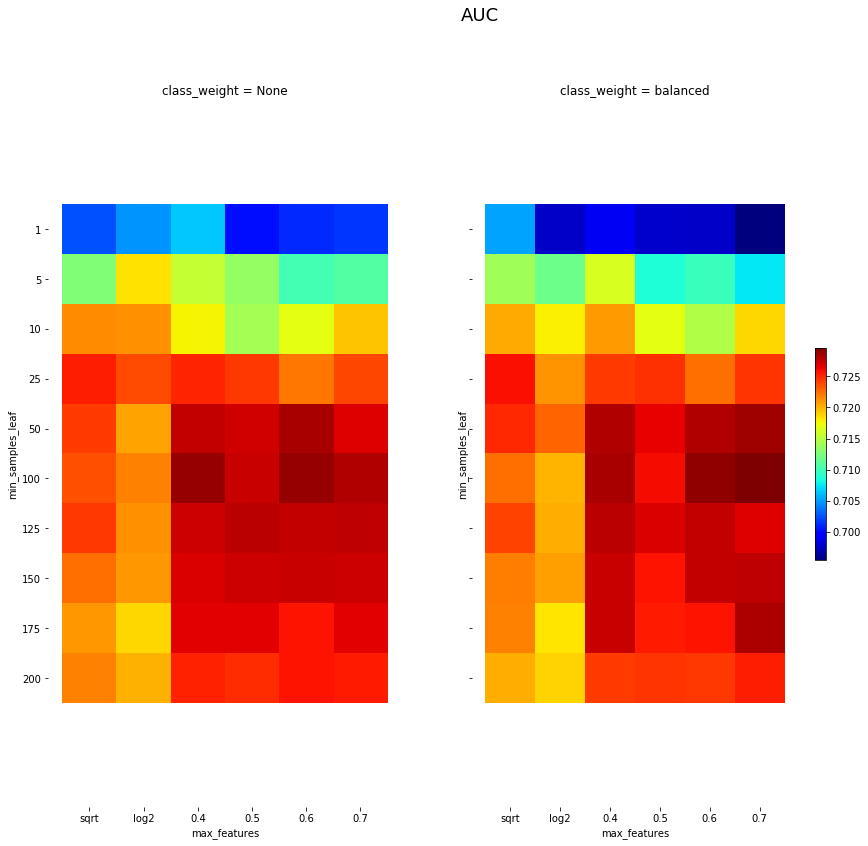 AUC
class_weight = None
class_weight = balanced
min_samples_leaf
1
5
10
25
50
100
125
150
175
200
sqrt log2 0.4 0.5 0.6 0.7
max_features
min_samples_leaf
sqrt log2 0.4 0.5 0.6 0.7
max_features
0.725
0.720
0.715
0.710
0.705
0.700